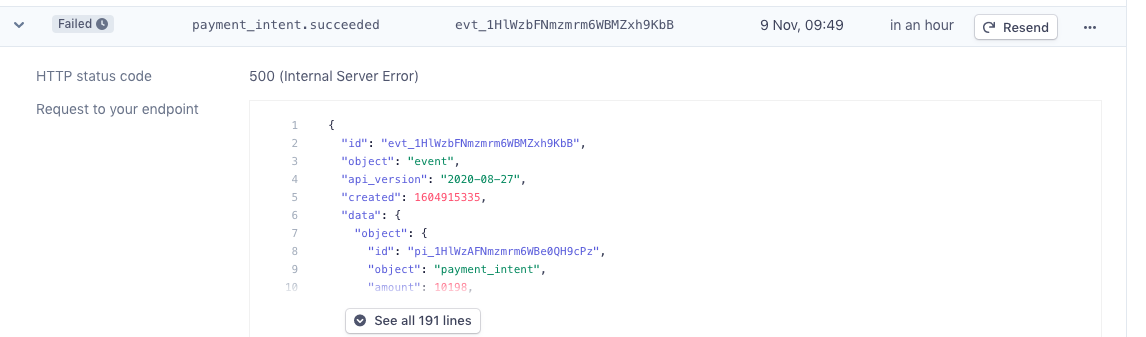 Failed payment_intent.succeeded evt_1HlWzbFNmzmrm6WBMZxh9KbB 9 Nov, 09:49 in an hour Resend ...
HTTP status code 500 (Internal Server Error)
Request to your endpoint
1 {
2 "id": "evt_1HlWzbFNmzmrm6WBMZxh9KbB",
3 "object": "event",
4 "api_version": "2020-08-27",
5 "created": 1604915335,
6 "data": {
7 "object": {
8 "id": "pi_1HlWzAFNmzmrm6WBe0QH9cPz",
9 "object": "payment_intent",
10 "amount": 10198,
See all 191 lines